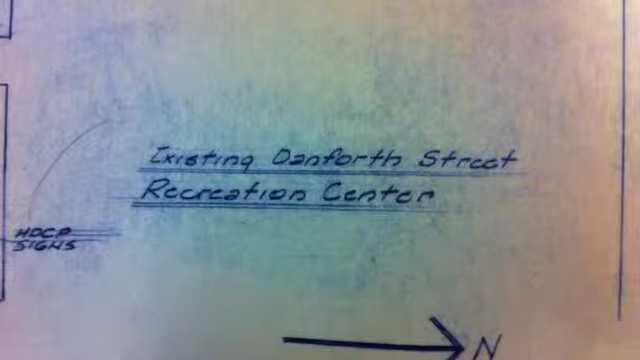 Existing Danforth Street
Recreation Center
HDCP
SIGNS
N